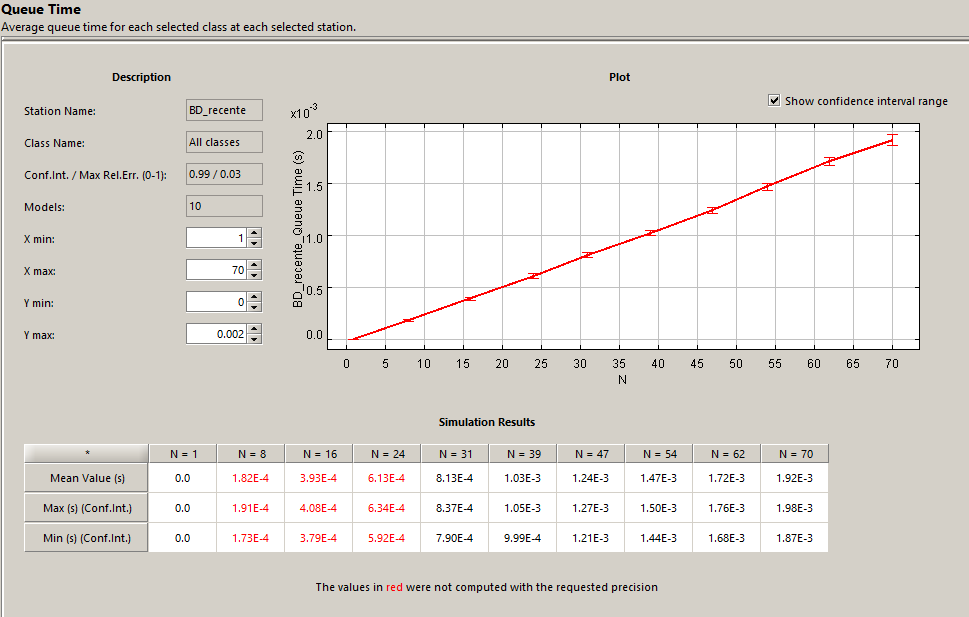 Queue Time
Average queue time for each selected class at each selected station.
Description
Station Name: BD_recente
Class Name: All classes
Conf.Int. / Max Rel.Err. (0-1): 0.99 / 0.03
Models: 10
X min: 1
X max: 70
Y min: 0
Y max: 0.002
Plot
Show confidence interval range
x10-3
2.0
1.5
1.0
0.5
0.0
BD_recente_Queue Time (s)
0 5 10 15 20 25 30 35 40 45 50 55 60 65 70
N
Simulation Results
* N = 1 N = 8 N = 16 N = 24 N = 31 N = 39 N = 47 N = 54 N = 62 N = 70
Mean Value (s) 0.0 1.82E-4 3.93E-4 6.13E-4 8.13E-4 1.03E-3 1.24E-3 1.47E-3 1.72E-3 1.92E-3
Max (s) (Conf.Int.) 0.0 1.91E-4 4.08E-4 6.34E-4 8.37E-4 1.05E-3 1.27E-3 1.50E-3 1.76E-3 1.98E-3
Min (s) (Conf.Int.) 0.0 1.73E-4 3.79E-4 5.92E-4 7.90E-4 9.99E-4 1.21E-3 1.44E-3 1.68E-3 1.87E-3
The values in red were not computed with the requested precision